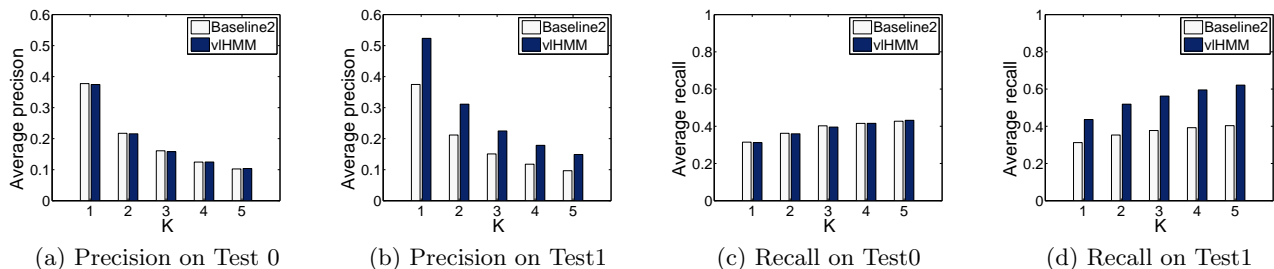 0.6
0.5
0.4
0.3
0.2
0.1
0
1 2 3 4 5
K
Average precison
Baseline2
vlHMM
(a) Precision on Test 0
0.6
0.5
0.4
0.3
0.2
0.1
0
1 2 3 4 5
K
Average precision
Baseline2
vlHMM
(b) Precision on Test1
1
0.8
0.6
0.4
0.2
0
1 2 3 4 5
K
Average recall
Baseline2
vlHMM
(c) Recall on Test0
1
0.8
0.6
0.4
0.2
0
1 2 3 4 5
K
Average recall
Baseline2
vlHMM
(d) Recall on Test1